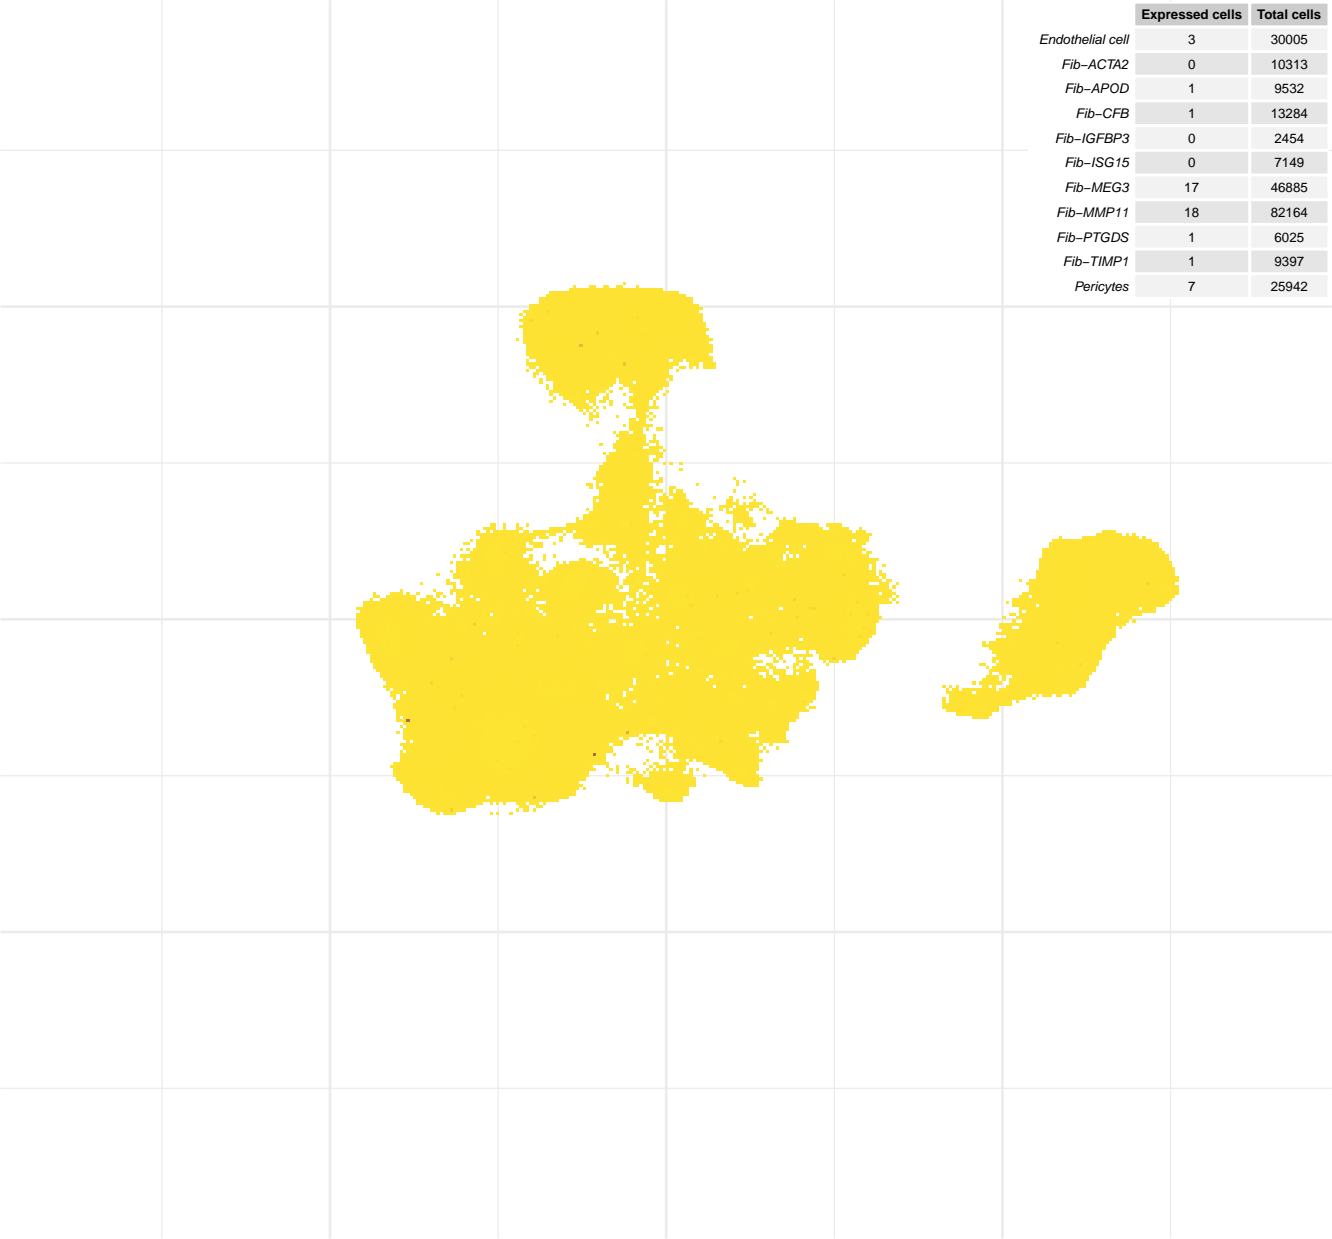 Expressed cells Total cells
Endothelial cell 3 30005
Fib−ACTA2 0 10313
Fib−APOD 1 9532
Fib−CFB 1 13284
Fib−IGFBP3 0 2454
Fib−ISG15 0 7149
Fib−MEG3 17 46885
Fib−MMP11 18 82164
Fib−PTGDS 1 6025
Fib−TIMP1 1 9397
Pericytes 7 25942